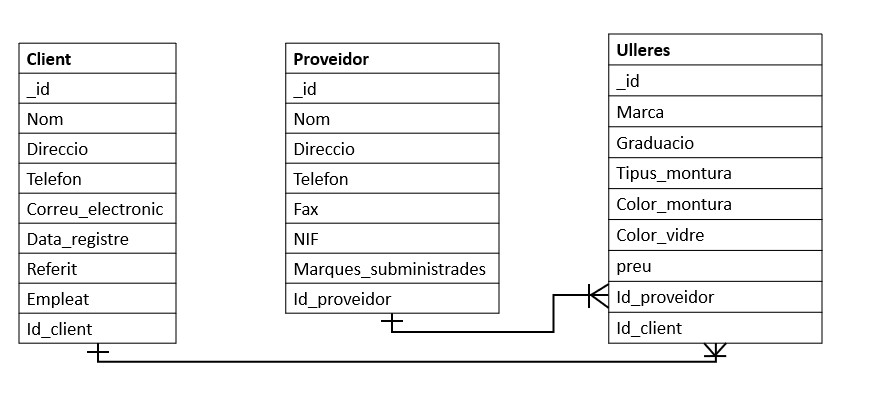 Client
_id
Nom
Direccio
Telefon
Correu_electronic
Data_registre
Referit
Empleat
Id_client
Proveidor
_id
Nom
Direccio
Telefon
Fax
NIF
Marques_subministrades
Id_proveidor
Ulleres
_id
Marca
Graduacio
Tipus_montura
Color_montura
Color_vidre
preu
Id_proveidor
Id_client